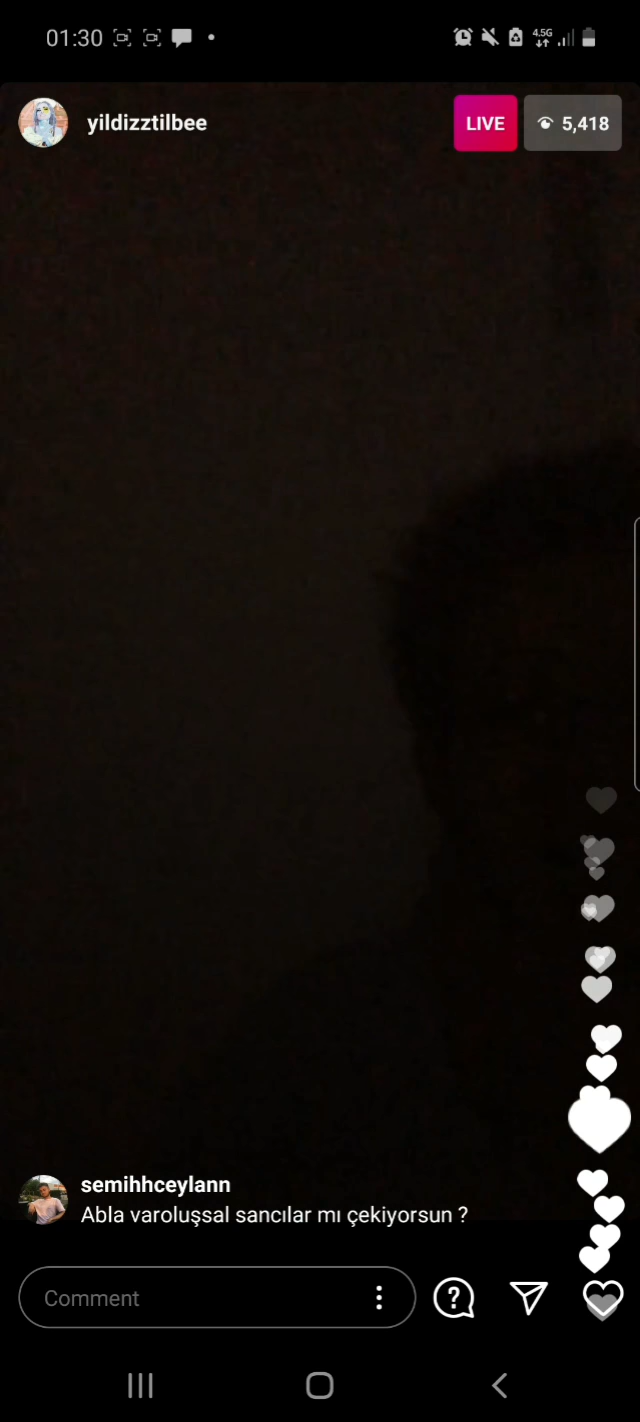 01:30
4.5G
yildizztilbee
LIVE
5,418
semihhceylann
Abla varoluşsal sancılar mı çekiyorsun ?
Comment